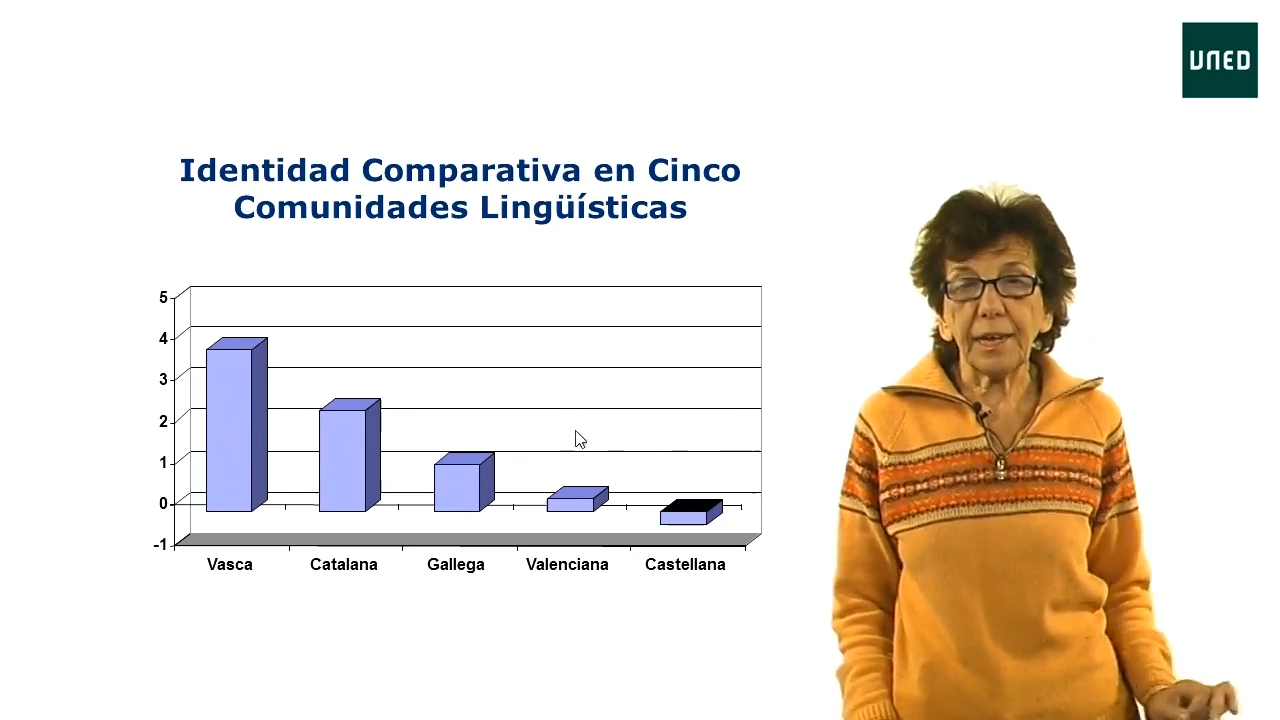 UNED
Identidad Comparativa en Cinco
Comunidades Lingüísticas
5
4
3
2
1
0
-1
Vasca Catalana Gallega Valenciana Castellana